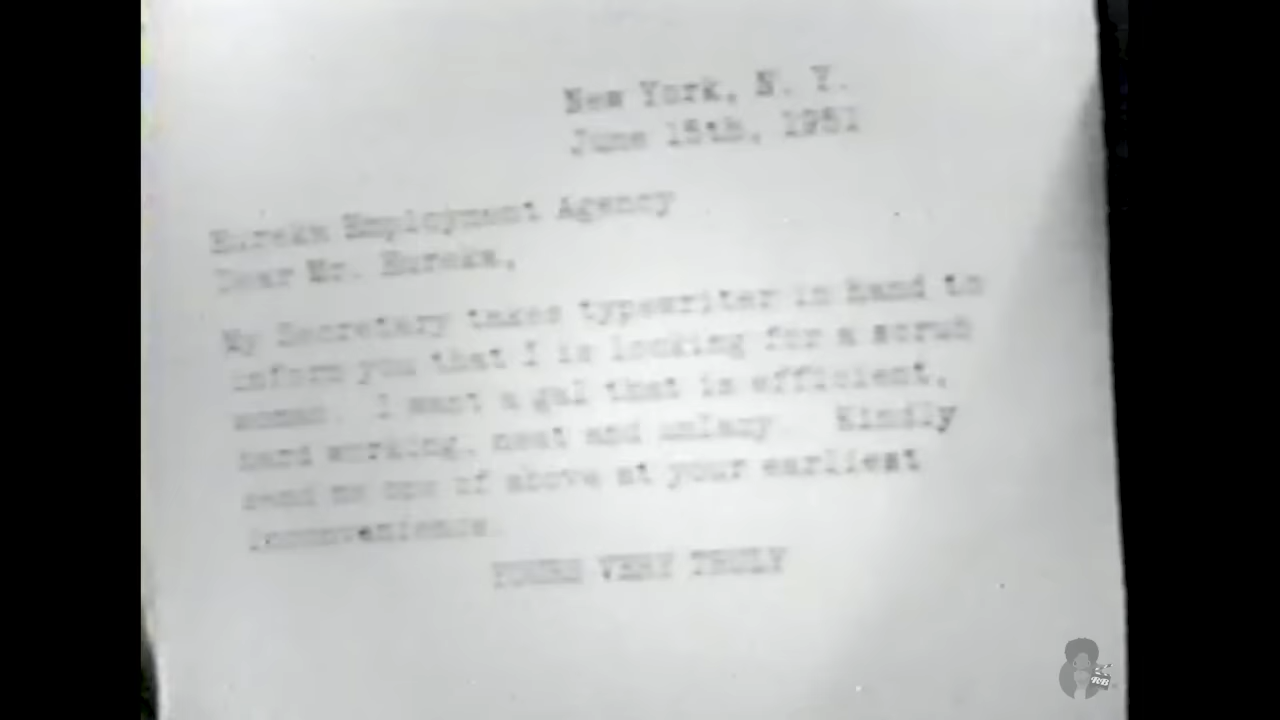 New York, N. Y.
June 15th, 1951
Eureka Employment Agency
Dear Mr. Eureka,
My Secretary takes typewriter in hand to
inform you that I is looking for a scrub
woman. I want a gal that is efficient,
hard working, neat and unlazy. Kindly
send me one of above at your earliest
inconvenience.
YOURS VERY TRULY
RB